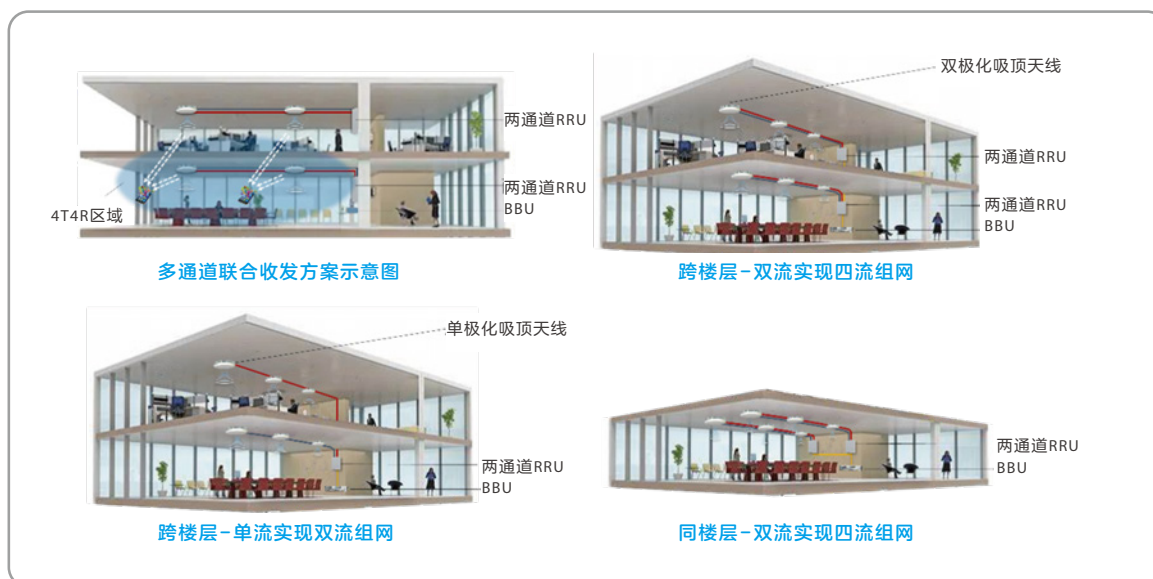 两通道RRU
两通道RRU
BBU
4T4R区域
多通道联合收发方案示意图
双极化吸顶天线
两通道RRU
两通道RRU
BBU
跨楼层-双流实现四流组网
单极化吸顶天线
两通道RRU
BBU
跨楼层-单流实现双流组网
两通道RRU
BBU
同楼层-双流实现四流组网